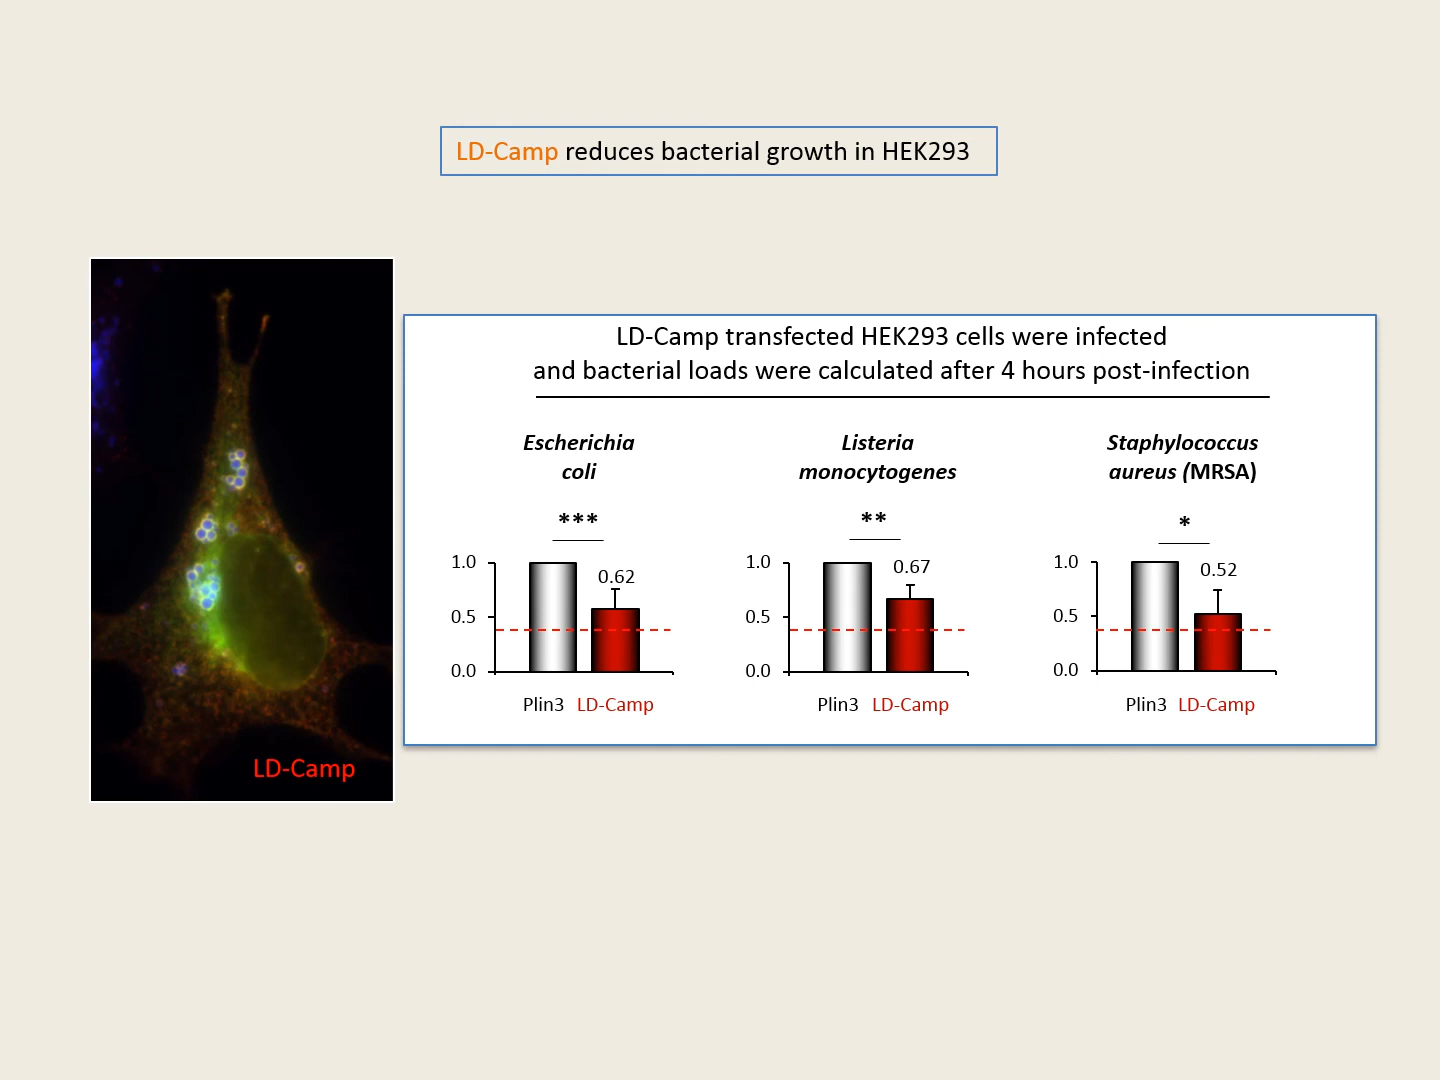 LD-Camp reduces bacterial growth in HEK293
LD-Camp
LD-Camp transfected HEK293 cells were infected
and bacterial loads were calculated after 4 hours post-infection
Escherichia
coli
***
1.0
0.62
0.5
0.0
Plin3 LD-Camp
Listeria
monocytogenes
**
1.0
0.67
0.5
0.0
Plin3 LD-Camp
Staphylococcus
aureus (MRSA)
*
1.0
0.52
0.5
0.0
Plin3 LD-Camp